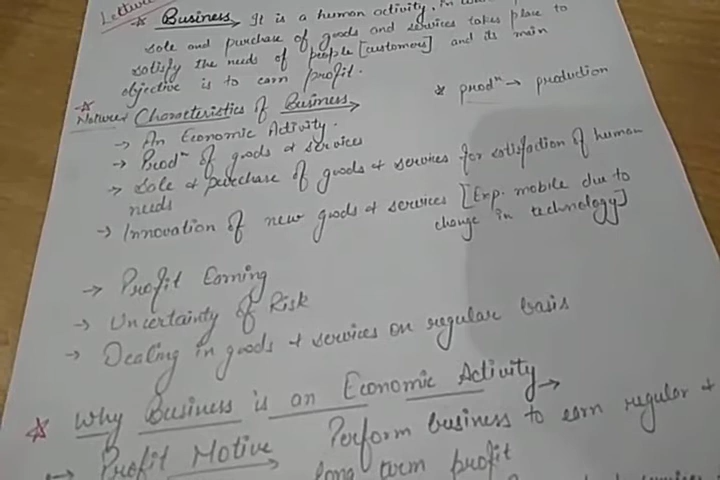 Lecture
* Business → It is a human activity, in
sale and purchase of goods and services takes place to
satisfy the needs of people [customers] and its main
objective is to earn profit.
* prodⁿ → production
Nature & Characteristics of Business →
→ An Economic Activity.
→ Prodⁿ of goods & services
→ Sale & purchase of goods & services for satisfaction of human
needs
→ Innovation of new goods & services [Exp. mobile due to
change in technology]
→ Profit Earning
→ Uncertainty of Risk
→ Dealing in goods & services on regular basis
* Why Business is an Economic Activity →
→ Profit Motive → Perform business to earn regular &
long term profit